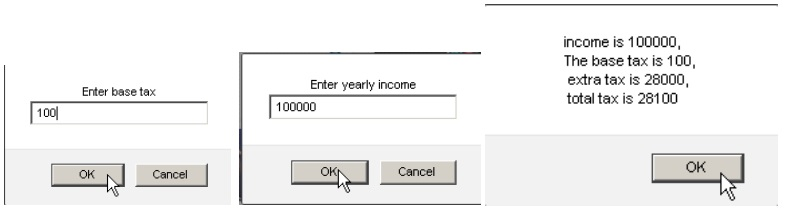 Enter base tax
100
OK Cancel
Enter yearly income
100000
OK Cancel
income is 100000,
The base tax is 100,
extra tax is 28000,
total tax is 28100
OK